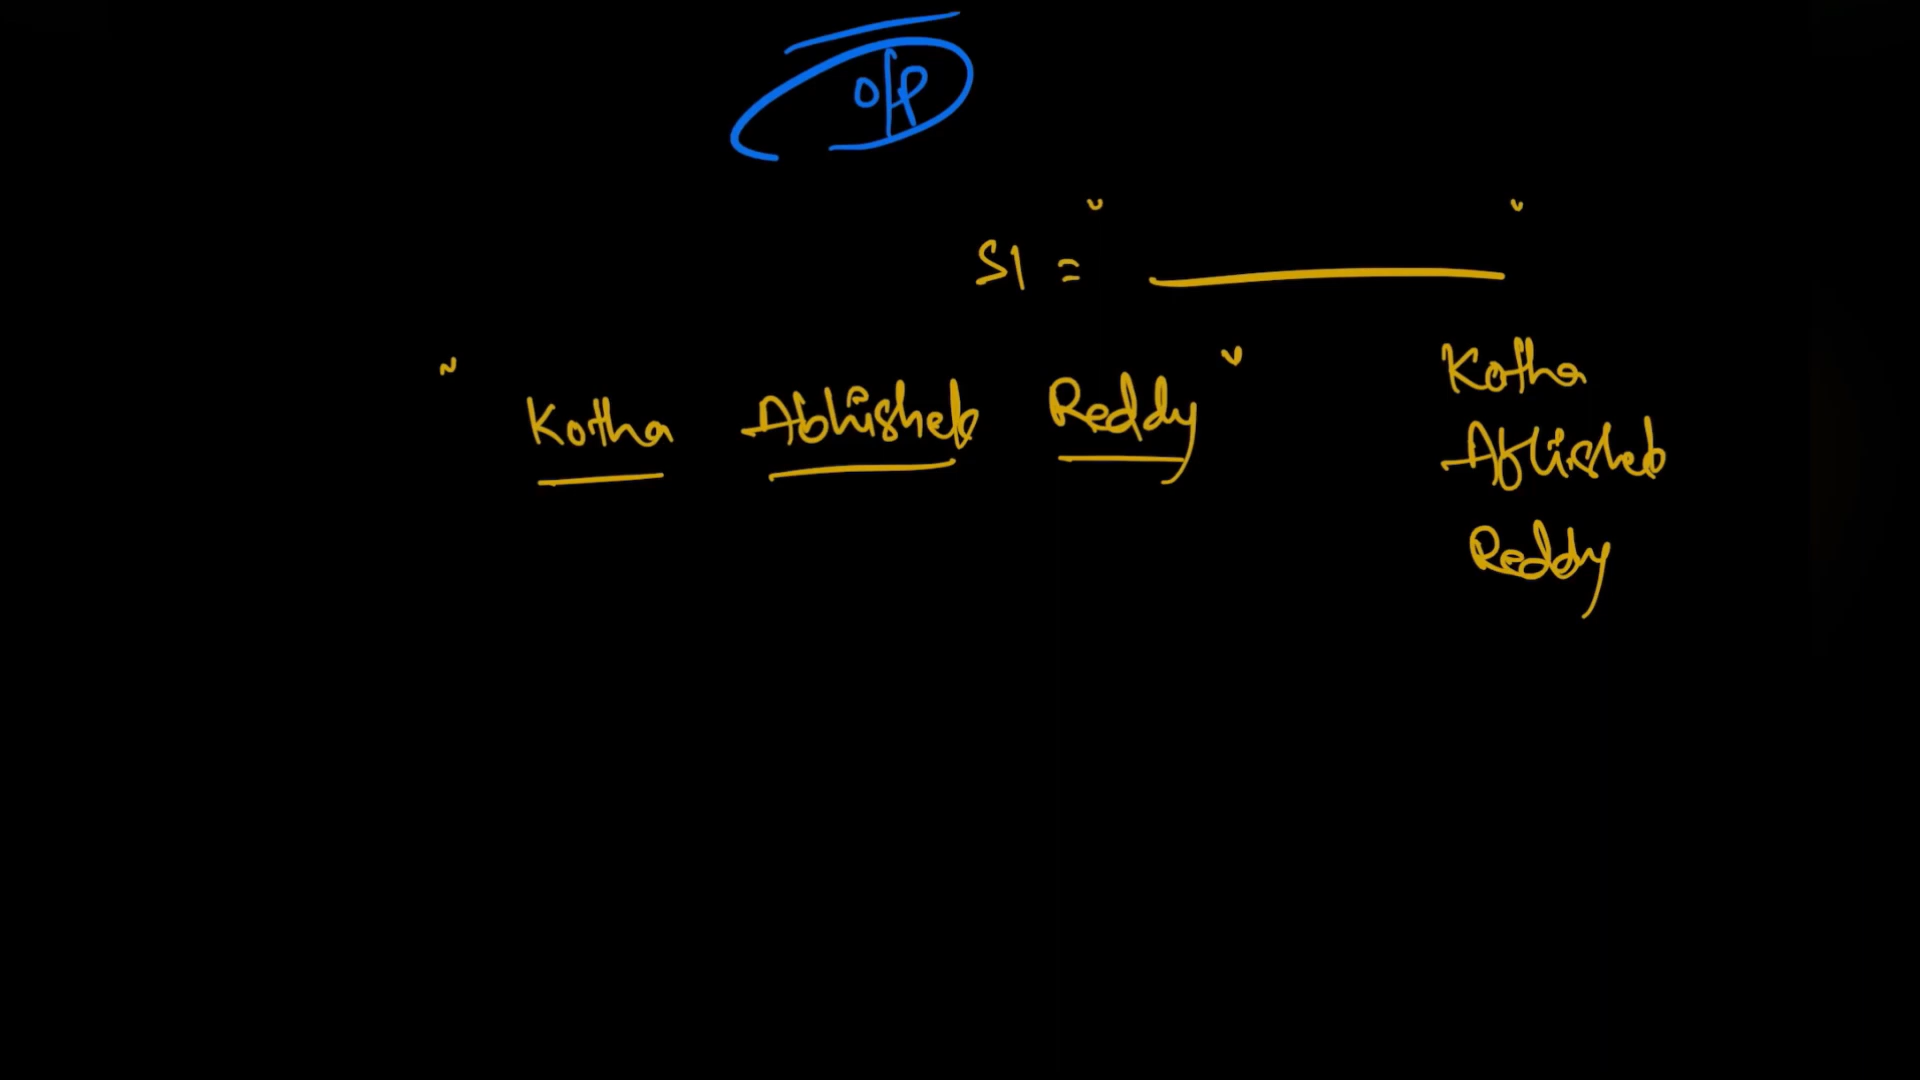 O/P
S1 = " "
" Kotha Abhishek Reddy "
Kotha
Abhishek
Reddy